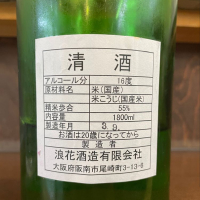 清酒
アルコール分 16度
原材料名 米(国産)
米こうじ(国産米)
精米歩合 55%
内容量 1800ml
製造年月 3.9.
お酒は20歳になってから
製造者
浪花酒造有限会社
大阪府阪南市尾崎町3-13-6